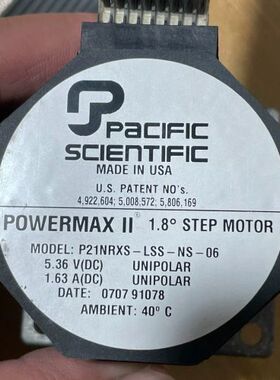 Pacific
SCIENTIFIC
MADE IN USA
U.S. PATENT NO's.
4,922,604; 5,008,572; 5,806,169
POWERMAX II® 1.8° STEP MOTOR
MODEL: P21NRXS-LSS-NS-06
5.36 V(DC) UNIPOLAR
1.63 A(DC) UNIPOLAR
DATE: 0707 91078
AMBIENT: 40° C